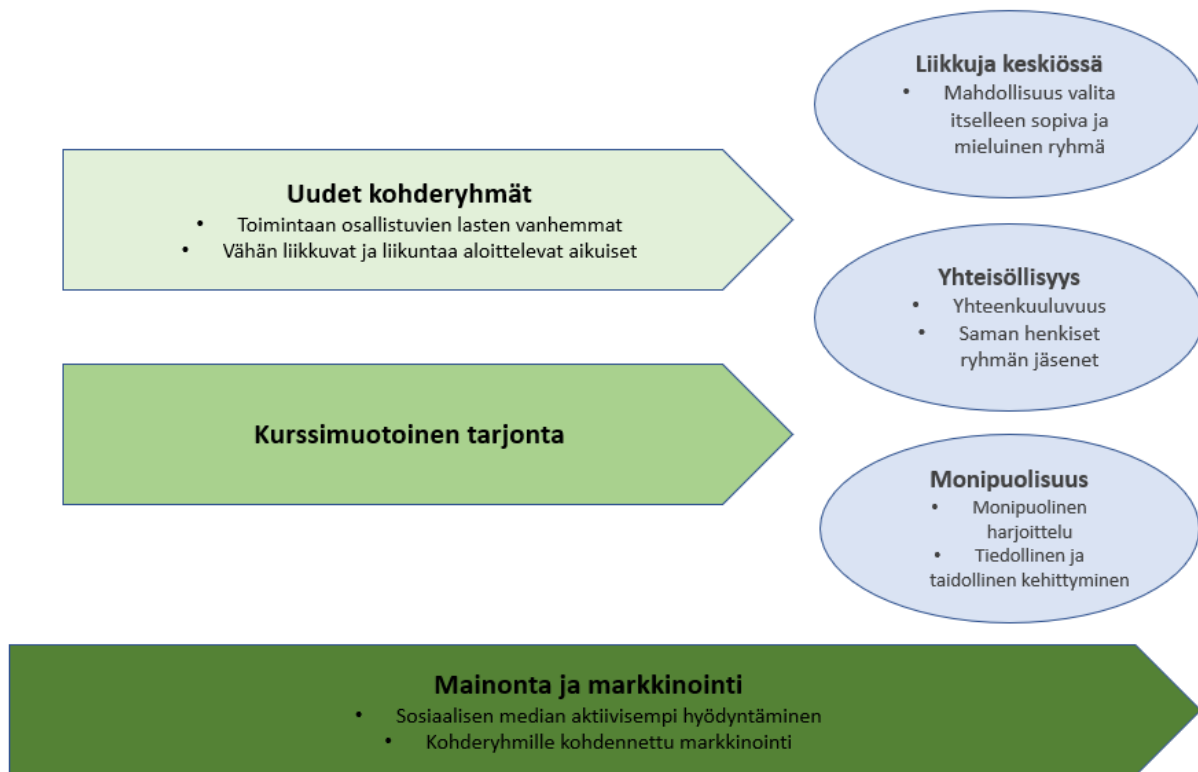 Liikkuja keskiössä
• Mahdollisuus valita
itselleen sopiva ja
mieluinen ryhmä
Uudet kohderyhmät
• Toimintaan osallistuvien lasten vanhemmat
• Vähän liikkuvat ja liikuntaa aloittelevat aikuiset
Yhteisöllisyys
• Yhteenkuuluvuus
• Saman henkiset
ryhmän jäsenet
Kurssimuotoinen tarjonta
Monipuolisuus
• Monipuolinen
harjoittelu
• Tiedollinen ja
taidollinen kehittyminen
Mainonta ja markkinointi
• Sosiaalisen median aktiivisempi hyödyntäminen
• Kohderyhmille kohdennettu markkinointi